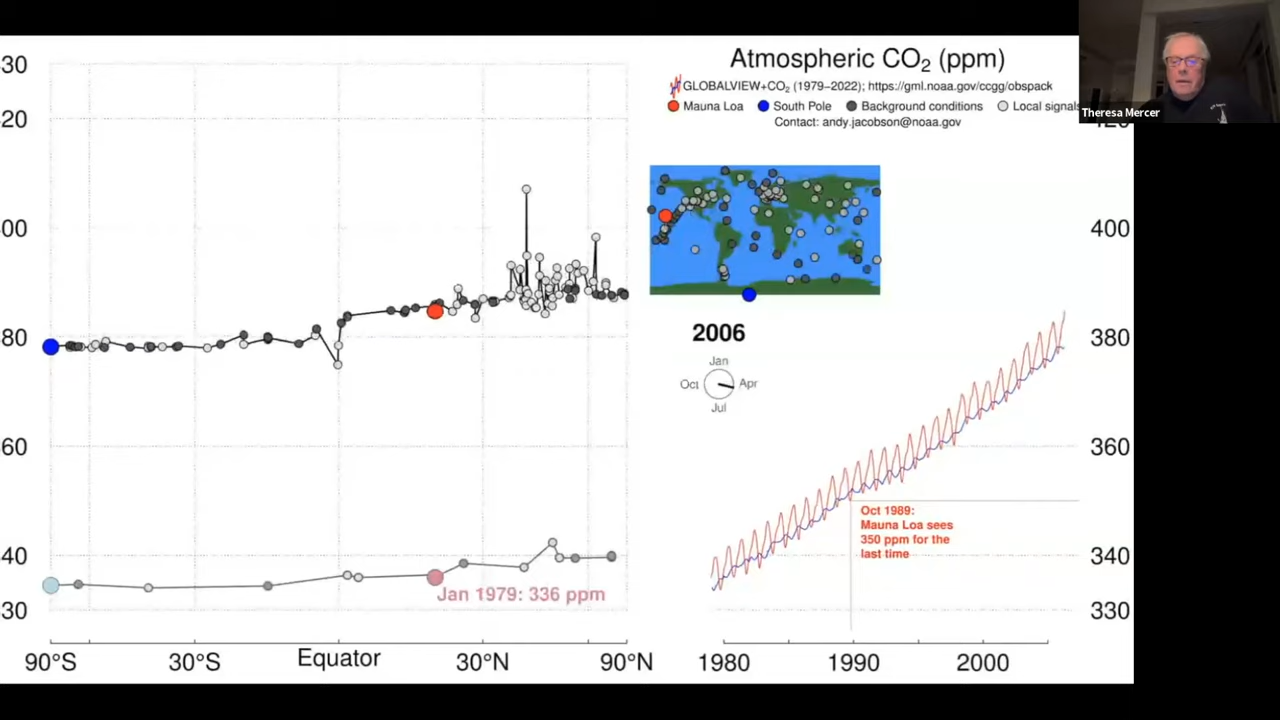 Atmospheric CO₂ (ppm)
GLOBALVIEW+CO₂ (1979−2022); https://gml.noaa.gov/ccgg/obspack
Mauna Loa South Pole Background conditions Local signals
Contact: andy.jacobson@noaa.gov
Theresa Mercer
30
20
00
80
60
40
30
400
380
360
340
330
2006
Jan
Oct Apr
Jul
Oct 1989:
Mauna Loa sees
350 ppm for the
last time
Jan 1979: 336 ppm
90°S 30°S Equator 30°N 90°N
1980 1990 2000